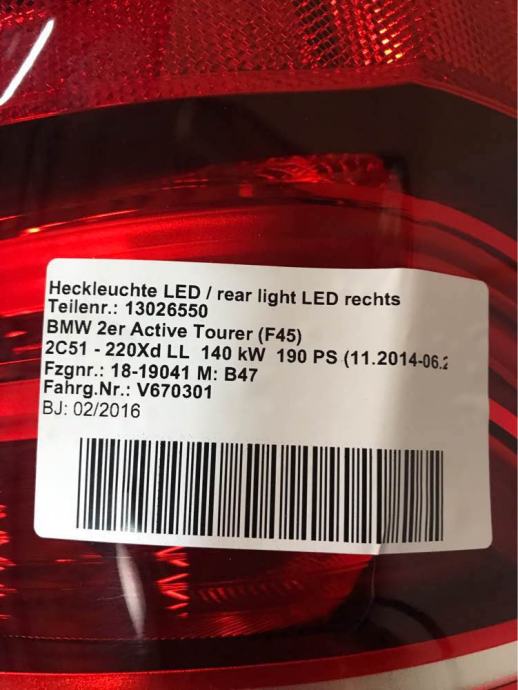 Heckleuchte LED / rear light LED rechts
Teilenr.: 13026550
BMW 2er Active Tourer (F45)
2C51 - 220Xd LL 140 kW 190 PS (11.2014-06.2
Fzgnr.: 18-19041 M: B47
Fahrg.Nr.: V670301
BJ: 02/2016